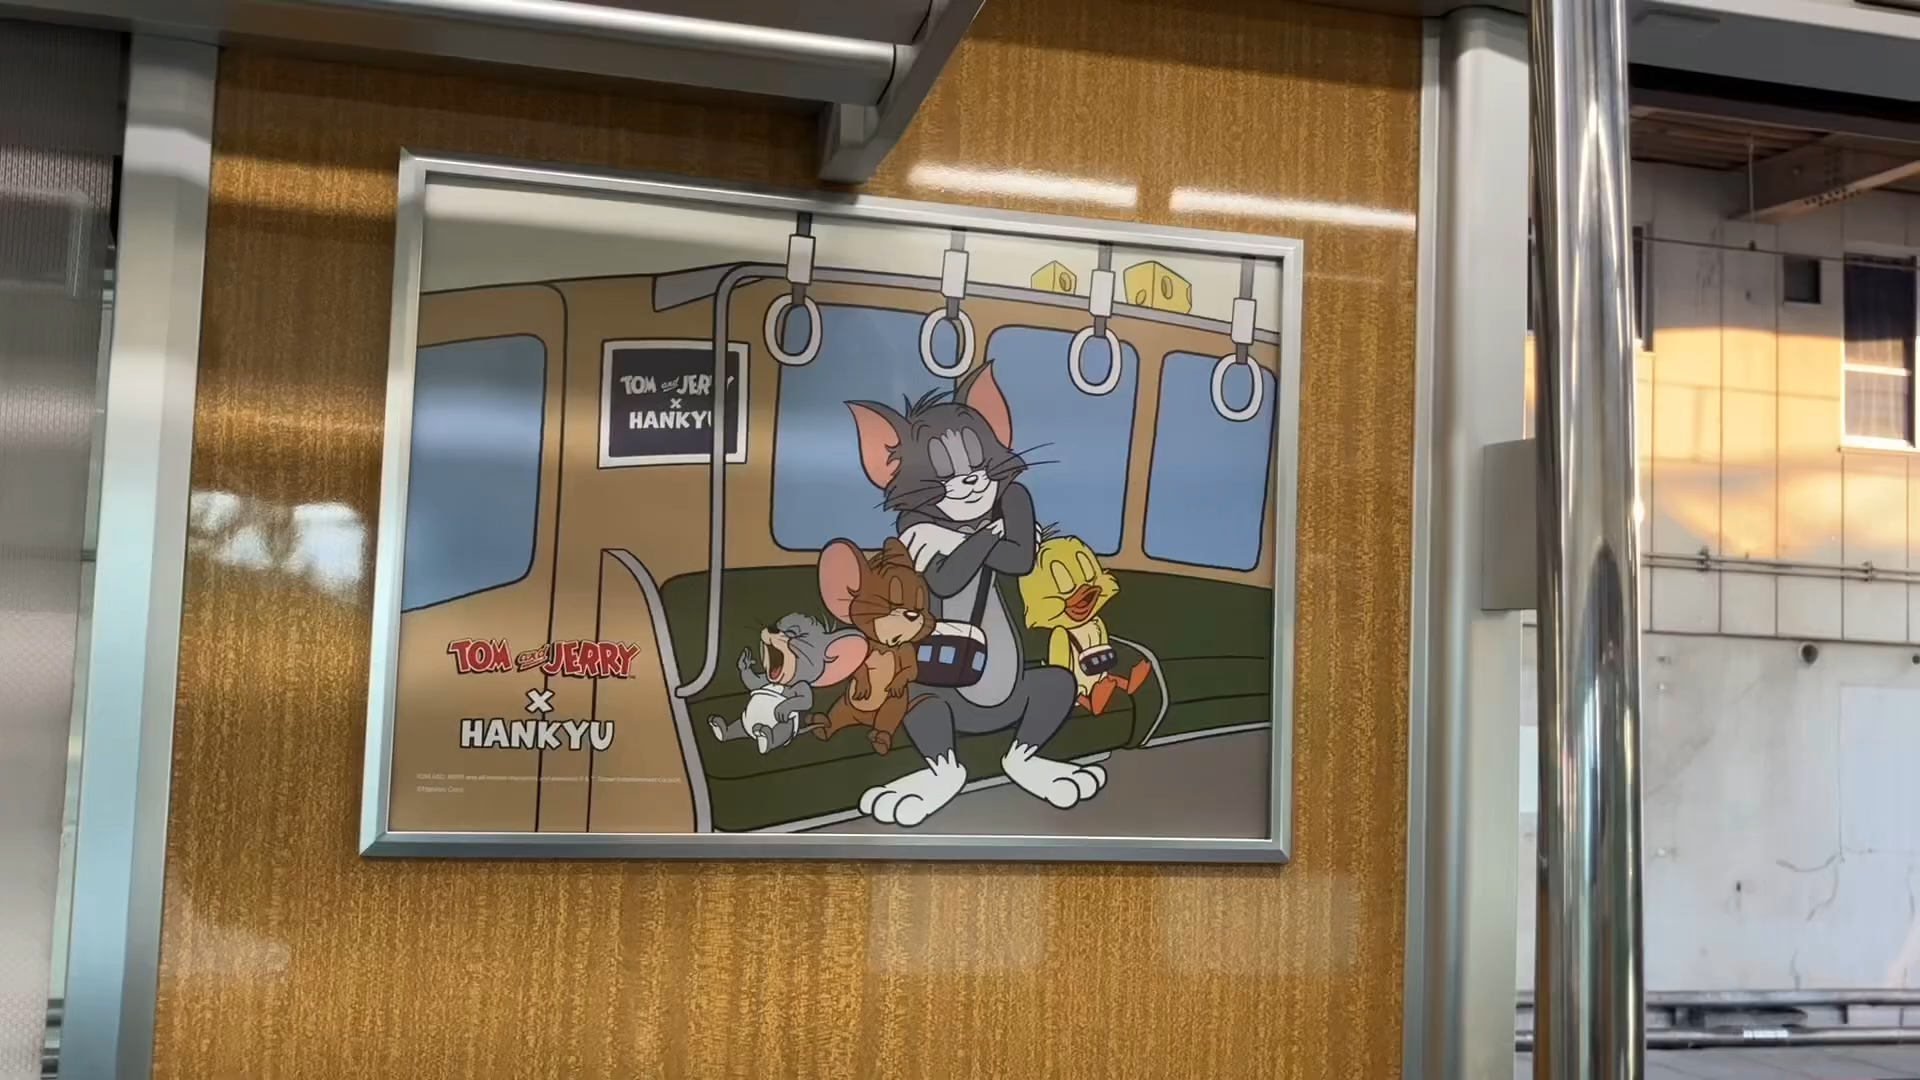 TOM and JERRY
x
HANKYU
TOM and JERRY
x
HANKYU